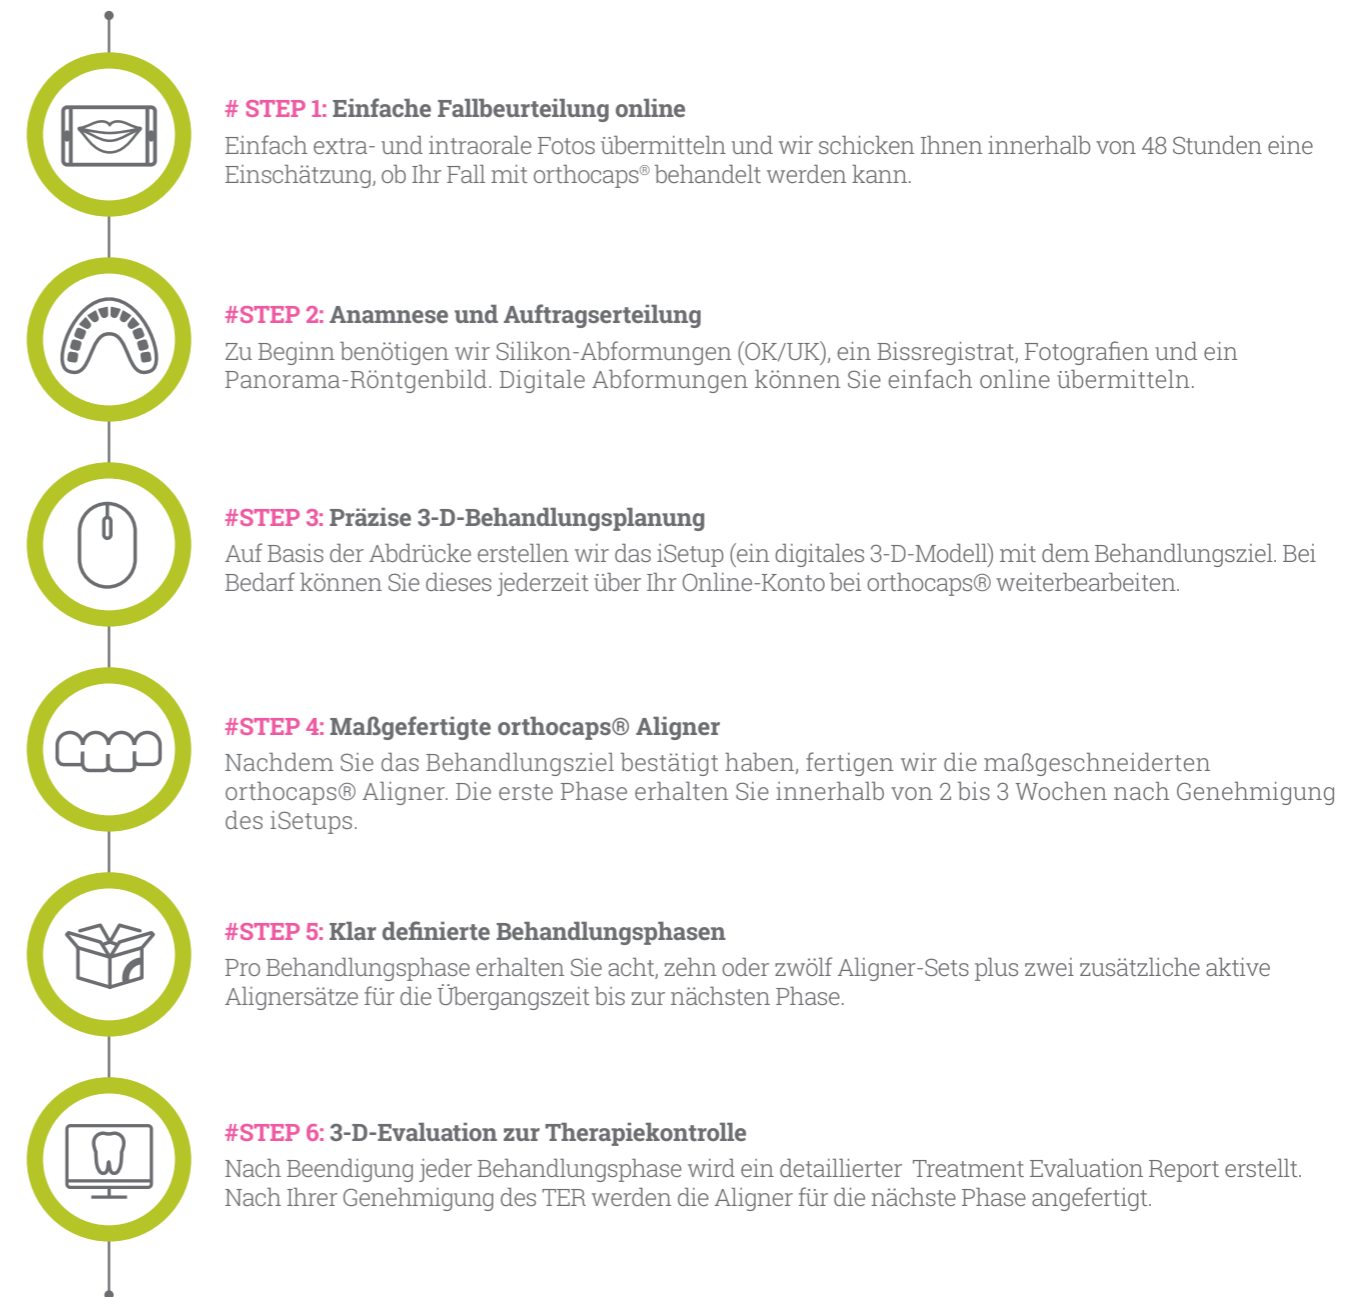 # STEP 1: Einfache Fallbeurteilung online
Einfach extra- und intraorale Fotos übermitteln und wir schicken Ihnen innerhalb von 48 Stunden eine
Einschätzung, ob Ihr Fall mit orthocaps® behandelt werden kann.
#STEP 2: Anamnese und Auftragserteilung
Zu Beginn benötigen wir Silikon-Abformungen (OK/UK), ein Bissregistrat, Fotografien und ein
Panorama-Röntgenbild. Digitale Abformungen können Sie einfach online übermitteln.
#STEP 3: Präzise 3-D-Behandlungsplanung
Auf Basis der Abdrücke erstellen wir das iSetup (ein digitales 3-D-Modell) mit dem Behandlungsziel. Bei
Bedarf können Sie dieses jederzeit über Ihr Online-Konto bei orthocaps® weiterbearbeiten.
#STEP 4: Maßgefertigte orthocaps® Aligner
Nachdem Sie das Behandlungsziel bestätigt haben, fertigen wir die maßgeschneiderten
orthocaps® Aligner. Die erste Phase erhalten Sie innerhalb von 2 bis 3 Wochen nach Genehmigung
des iSetups.
#STEP 5: Klar definierte Behandlungsphasen
Pro Behandlungsphase erhalten Sie acht, zehn oder zwölf Aligner-Sets plus zwei zusätzliche aktive
Alignersätze für die Übergangszeit bis zur nächsten Phase.
#STEP 6: 3-D-Evaluation zur Therapiekontrolle
Nach Beendigung jeder Behandlungsphase wird ein detaillierter Treatment Evaluation Report erstellt.
Nach Ihrer Genehmigung des TER werden die Aligner für die nächste Phase angefertigt.